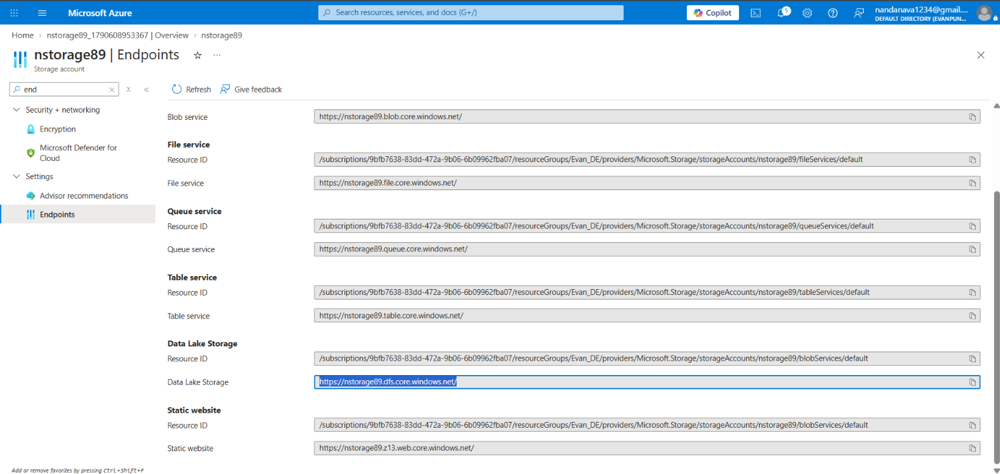 Microsoft Azure
Search resources, services, and docs (G+/)
Copilot
5
nandanava1234@gmail....
DEFAULT DIRECTORY (EVANPUN...
Home > nstorage89_1790608953367 | Overview > nstorage89
nstorage89 | Endpoints
...
Storage account
end
Refresh
Give feedback
Security + networking
Encryption
Microsoft Defender for
Cloud
Settings
Advisor recommendations
Endpoints
Blob service
https://nstorage89.blob.core.windows.net/
File service
Resource ID
/subscriptions/9bfb7638-83dd-472a-9b06-6b09962fba07/resourceGroups/Evan_DE/providers/Microsoft.Storage/storageAccounts/nstorage89/fileServices/default
File service
https://nstorage89.file.core.windows.net/
Queue service
Resource ID
/subscriptions/9bfb7638-83dd-472a-9b06-6b09962fba07/resourceGroups/Evan_DE/providers/Microsoft.Storage/storageAccounts/nstorage89/queueServices/default
Queue service
https://nstorage89.queue.core.windows.net/
Table service
Resource ID
/subscriptions/9bfb7638-83dd-472a-9b06-6b09962fba07/resourceGroups/Evan_DE/providers/Microsoft.Storage/storageAccounts/nstorage89/tableServices/default
Table service
https://nstorage89.table.core.windows.net/
Data Lake Storage
Resource ID
/subscriptions/9bfb7638-83dd-472a-9b06-6b09962fba07/resourceGroups/Evan_DE/providers/Microsoft.Storage/storageAccounts/nstorage89/blobServices/default
Data Lake Storage
https://nstorage89.dfs.core.windows.net/
Static website
Resource ID
/subscriptions/9bfb7638-83dd-472a-9b06-6b09962fba07/resourceGroups/Evan_DE/providers/Microsoft.Storage/storageAccounts/nstorage89/blobServices/default
Static website
https://nstorage89.z13.web.core.windows.net/
Add or remove favorites by pressing Ctrl+Shift+F